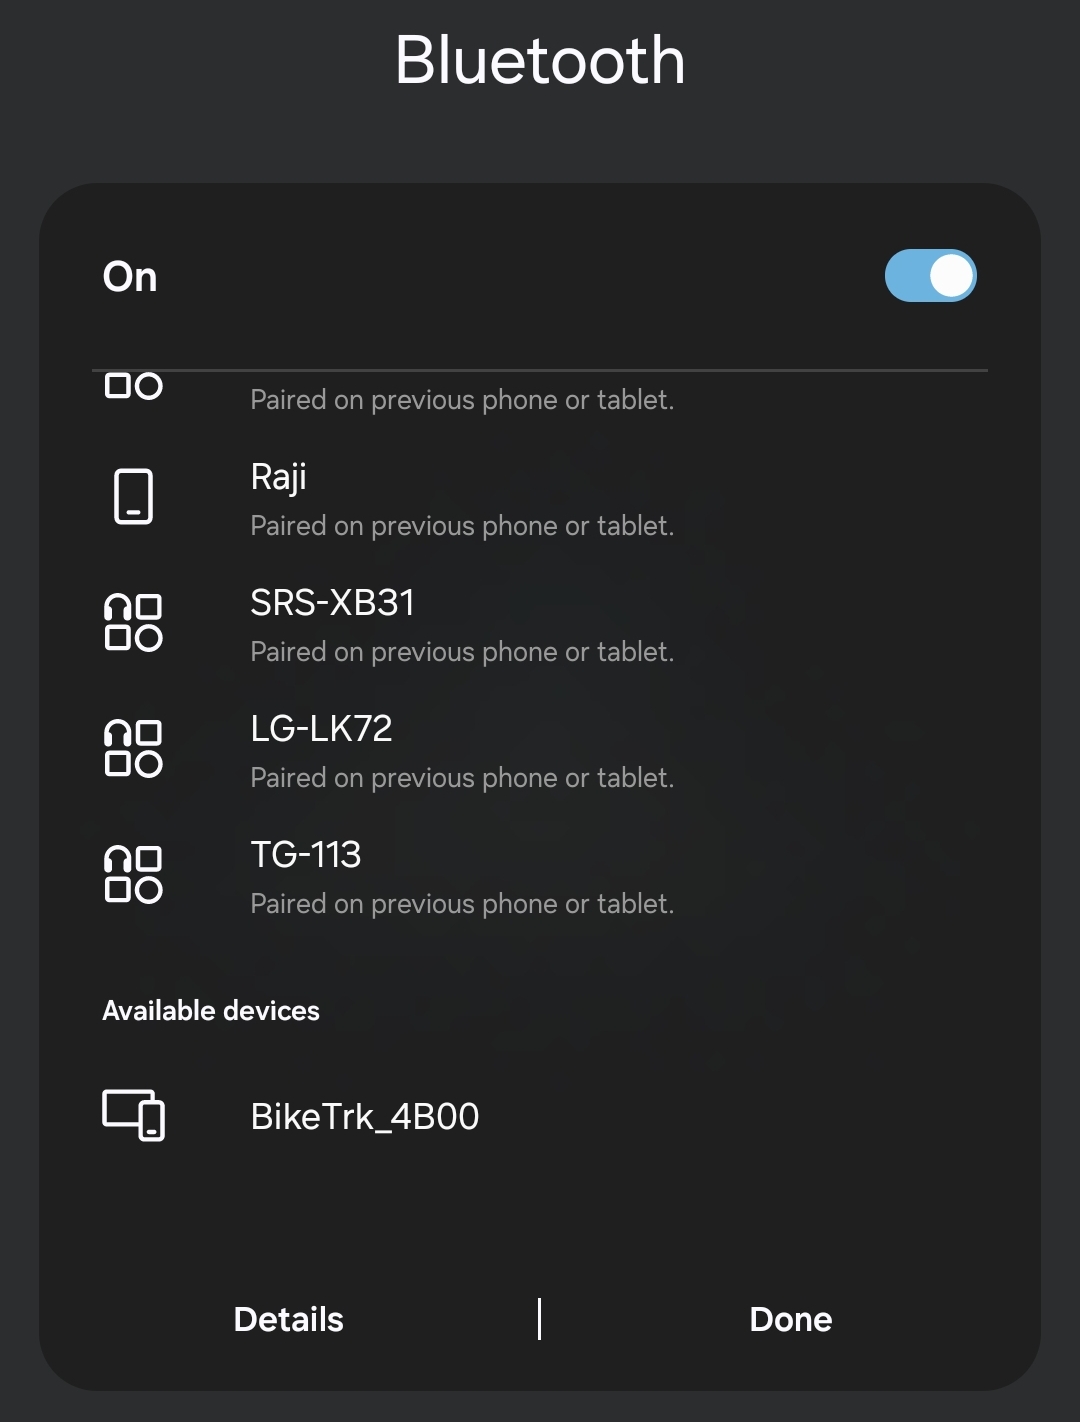 Bluetooth
On
Paired on previous phone or tablet.
Raji
Paired on previous phone or tablet.
SRS-XB31
Paired on previous phone or tablet.
LG-LK72
Paired on previous phone or tablet.
TG-113
Paired on previous phone or tablet.
Available devices
BikeTrk_4B00
Details
Done